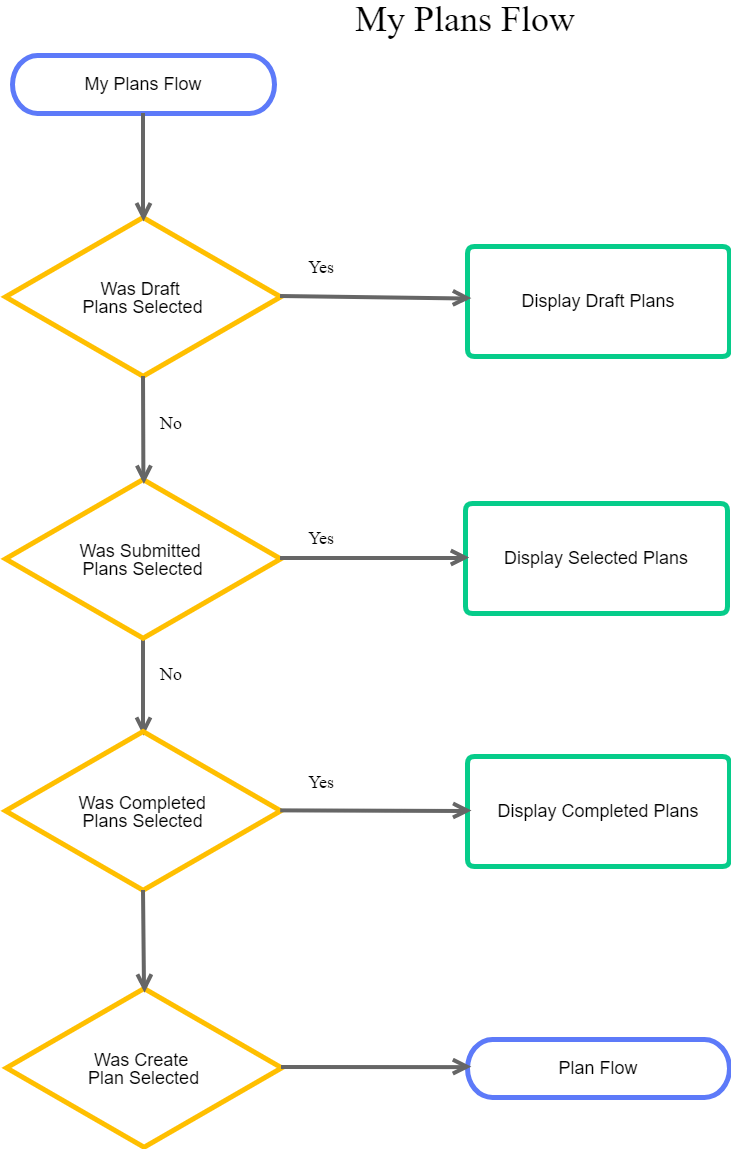 My Plans Flow
My Plans Flow
Was Draft
Plans Selected
Yes
Display Draft Plans
No
Was Submitted
Plans Selected
Yes
Display Selected Plans
No
Was Completed
Plans Selected
Yes
Display Completed Plans
Was Create
Plan Selected
Plan Flow